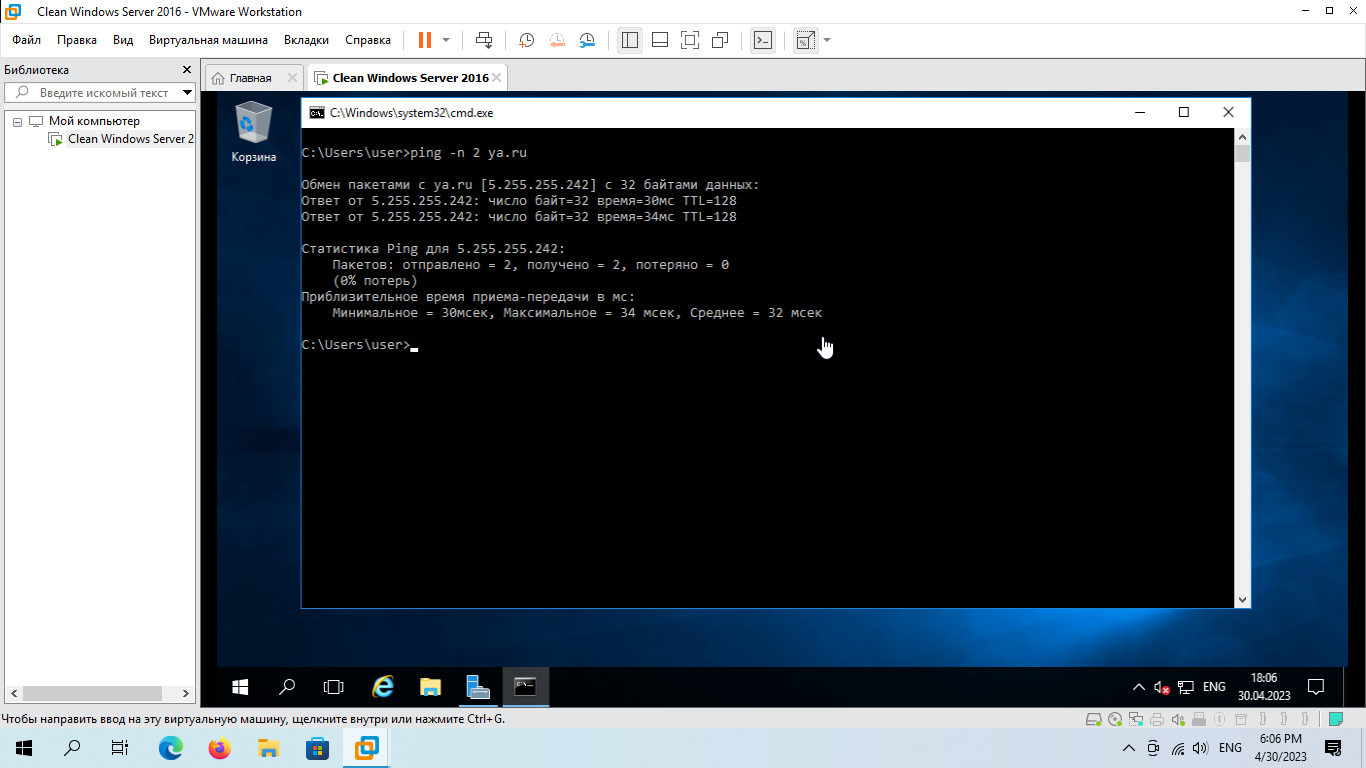 Clean Windows Server 2016 - VMware Workstation
Файл Правка Вид Виртуальная машина Вкладки Справка
Библиотека
Введите искомый текст
Мой компьютер
Clean Windows Server 2
Главная
Clean Windows Server 2016
Корзина
C:\Windows\system32\cmd.exe
C:\Users\user>ping -n 2 ya.ru
Обмен пакетами с ya.ru [5.255.255.242] с 32 байтами данных:
Ответ от 5.255.255.242: число байт=32 время=30мс TTL=128
Ответ от 5.255.255.242: число байт=32 время=34мс TTL=128
Статистика Ping для 5.255.255.242:
Пакетов: отправлено = 2, получено = 2, потеряно = 0
(0% потерь)
Приблизительное время приема-передачи в мс:
Минимальное = 30мсек, Максимальное = 34 мсек, Среднее = 32 мсек
C:\Users\user>
ENG
18:06
30.04.2023
Чтобы направить ввод на эту виртуальную машину, щелкните внутри или нажмите Ctrl+G.
ENG
6:06 PM
4/30/2023